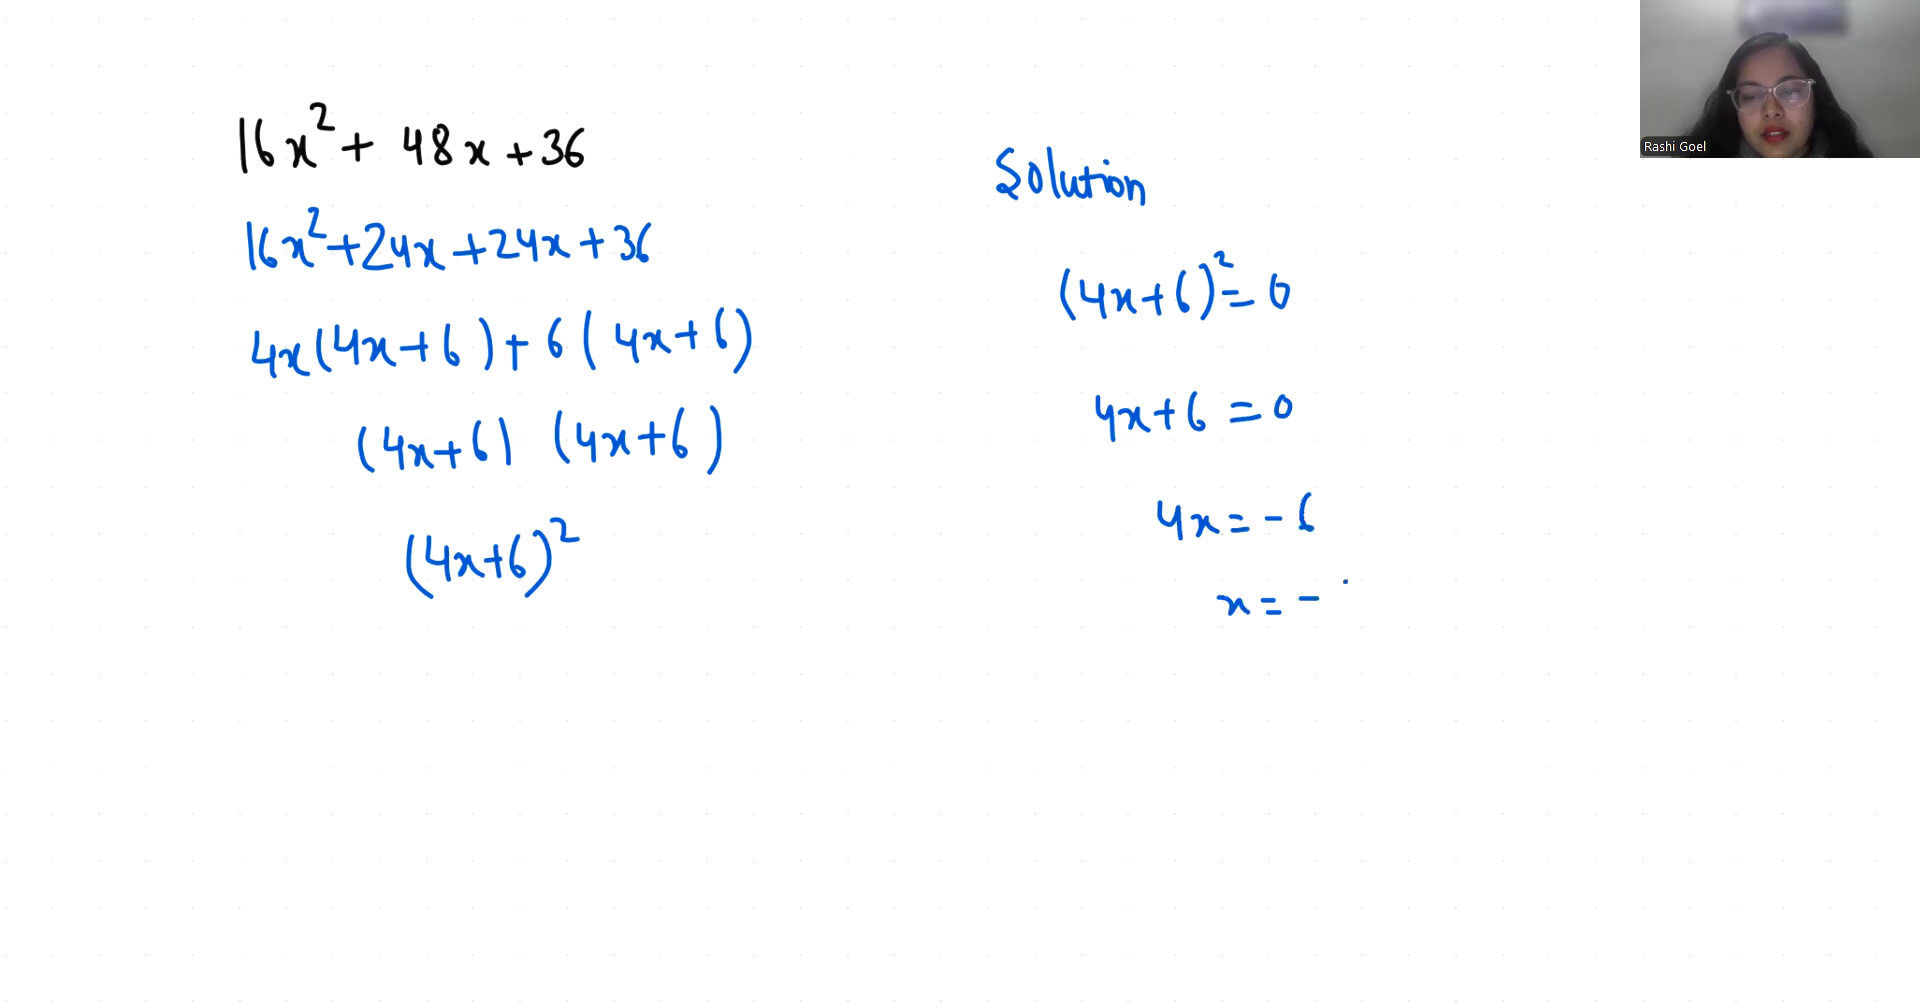 16x² + 48x + 36
16x² + 24x + 24x + 36
4x(4x+6) + 6(4x+6)
(4x+6) (4x+6)
(4x+6)²
Solution
(4x+6)² = 0
4x+6 = 0
4x = -6
x = -
Rashi Goel